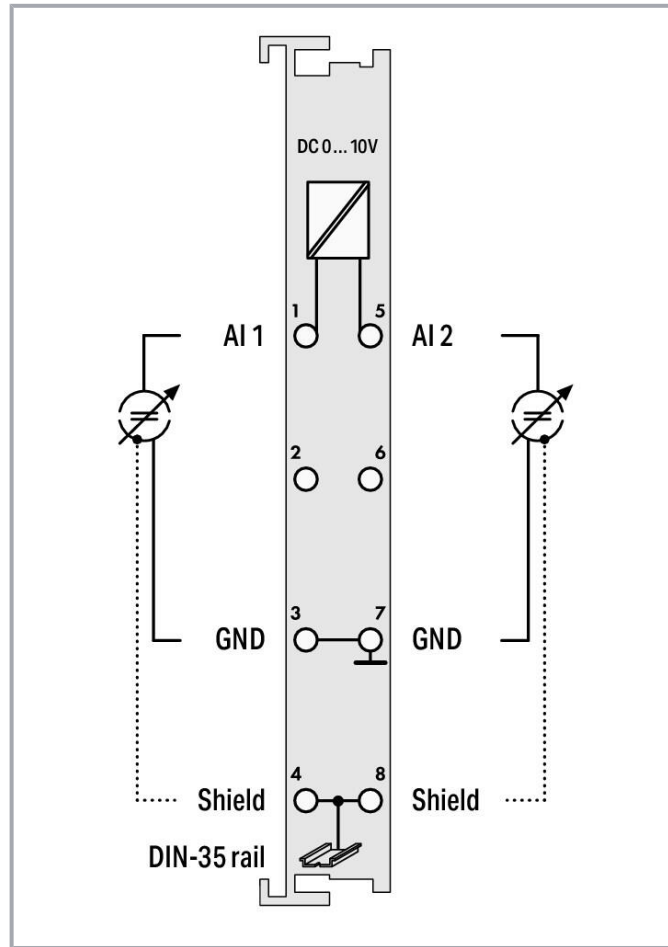 DC 0... 10V
1 5
AI 1 AI 2
2 6
3 7
GND GND
4 8
Shield Shield
DIN-35 rail